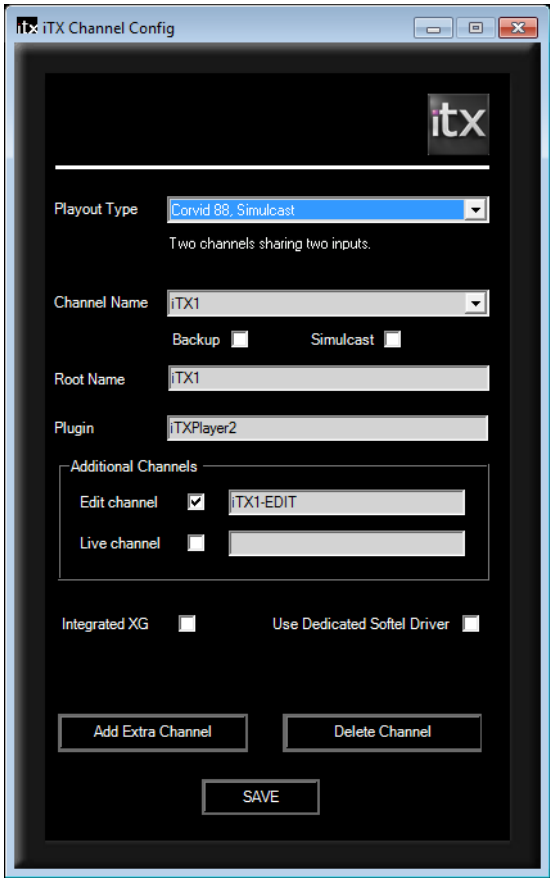 itx iTX Channel Config
itx
Playout Type Corvid 88, Simulcast
Two channels sharing two inputs.
Channel Name iTX1
Backup Simulcast
Root Name iTX1
Plugin iTXPlayer2
Additional Channels
Edit channel iTX1-EDIT
Live channel
Integrated XG Use Dedicated Softel Driver
Add Extra Channel Delete Channel
SAVE